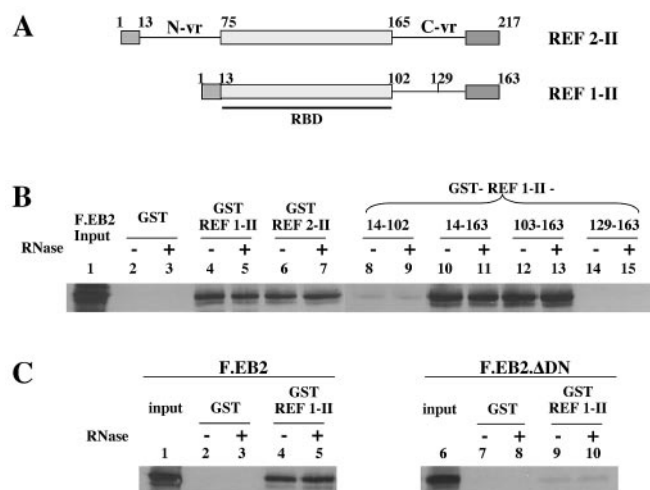 A
1 13 N-vr 75 165 C-vr 217 REF 2-II
1 13 102 129 163 REF 1-II
RBD
B
GST- REF 1-II -
F.EB2 Input GST GST REF 1-II GST REF 2-II 14-102 14-163 103-163 129-163
RNase - + - + - + - + - + - + - +
1 2 3 4 5 6 7 8 9 10 11 12 13 14 15
C
F.EB2 F.EB2.ΔDN
input GST GST REF 1-II input GST GST REF 1-II
RNase - + - + - + - +
1 2 3 4 5 6 7 8 9 10